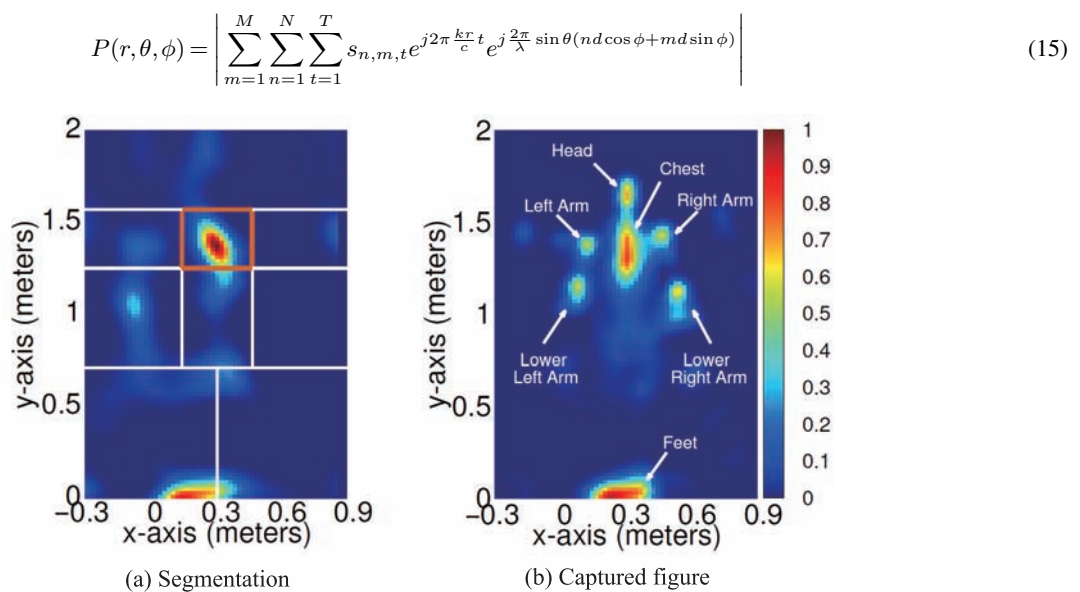 P(r, θ, ϕ) = | ∑_{m=1}^{M} ∑_{n=1}^{N} ∑_{t=1}^{T} s_{n,m,t} e^{j2π \frac{kr}{c} t} e^{j \frac{2π}{λ} sin θ(nd cos ϕ+md sin ϕ)} | (15)
2
1.5
1
0.5
0
y-axis (meters)
−0.3 0 0.3 0.6 0.9
x-axis (meters)
(a) Segmentation
2
1.5
1
0.5
0
y-axis (meters)
Head
Chest
Left Arm
Right Arm
Lower
Left Arm
Lower
Right Arm
Feet
−0.3 0 0.3 0.6 0.9
x-axis (meters)
1
0.9
0.8
0.7
0.6
0.5
0.4
0.3
0.2
0.1
0
(b) Captured figure